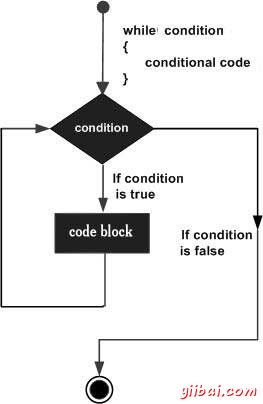 while condition
{
conditional code
}
condition
If condition
is true
code block
If condition
is false
yiibai.com